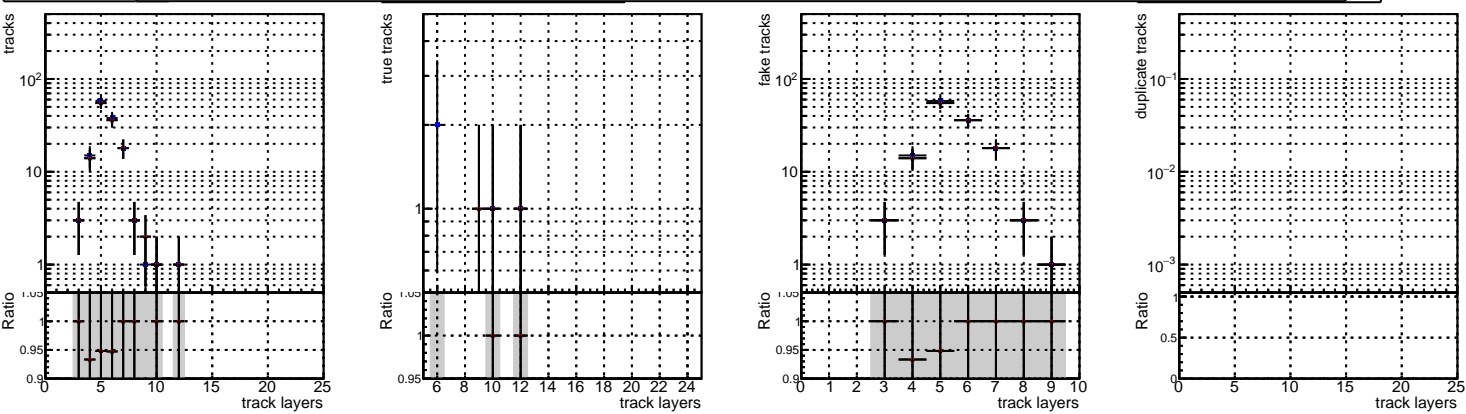 tracks
10²
10
1
Ratio
1.05
1
0.95
0.9
0 5 10 15 20 25
track layers
true tracks
1
Ratio
1.05
1
0.95
6 8 10 12 14 16 18 20 22 24
track layers
fake tracks
10²
10
1
Ratio
1.05
1
0.95
0.9
0 1 2 3 4 5 6 7 8 9 10
track layers
duplicate tracks
10⁻¹
10⁻²
10⁻³
Ratio
1
0.5
0
0 5 10 15 20 25
track layers